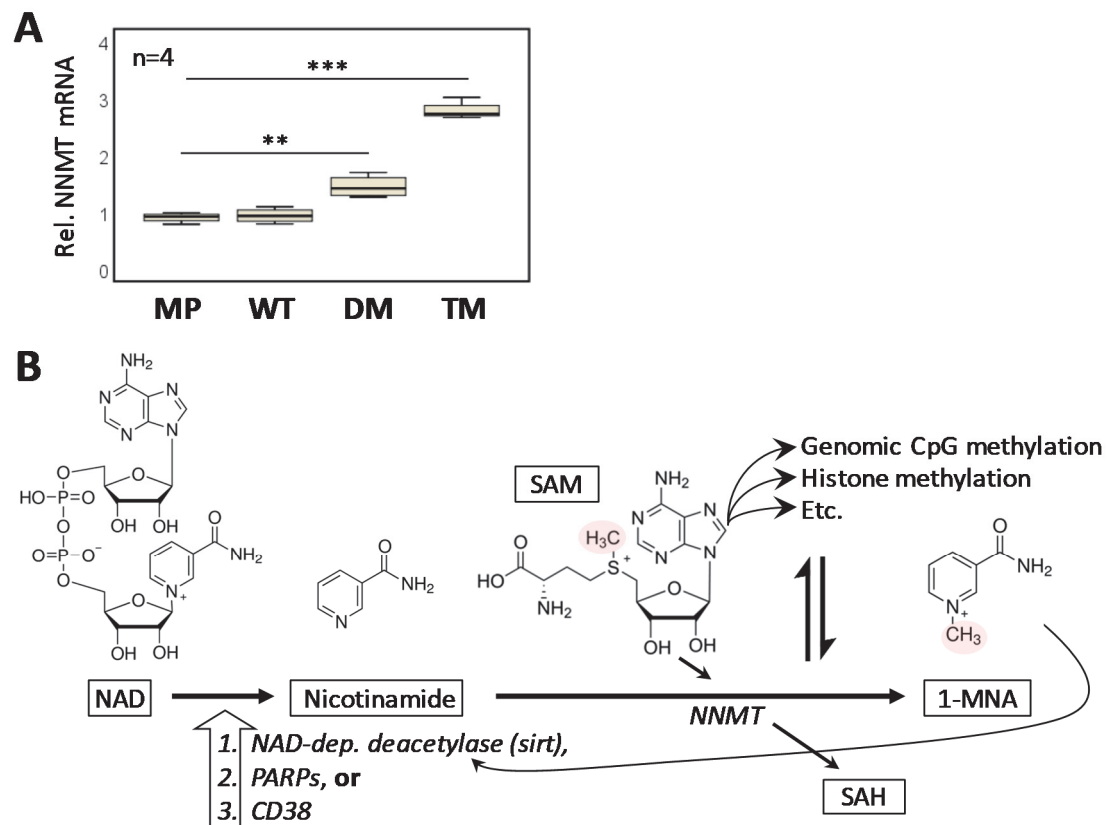 A
n=4
***
**
Rel. NNMT mRNA
4
3
2
1
0
MP WT DM TM
B
NH2
N
N
N
N
O
O
HO-P=O
OH OH
O
O
NH2
O=P-O-
O
O
N+
OH OH
NAD
O
NH2
N
Nicotinamide
SAM
NH2
N
N
N
N
H3C
O
HO
S+
O
NH2
OH
OH
Genomic CpG methylation
Histone methylation
Etc.
O
NH2
N+
CH3
1-MNA
NNMT
SAH
1. NAD-dep. deacetylase (sirt),
2. PARPs, or
3. CD38